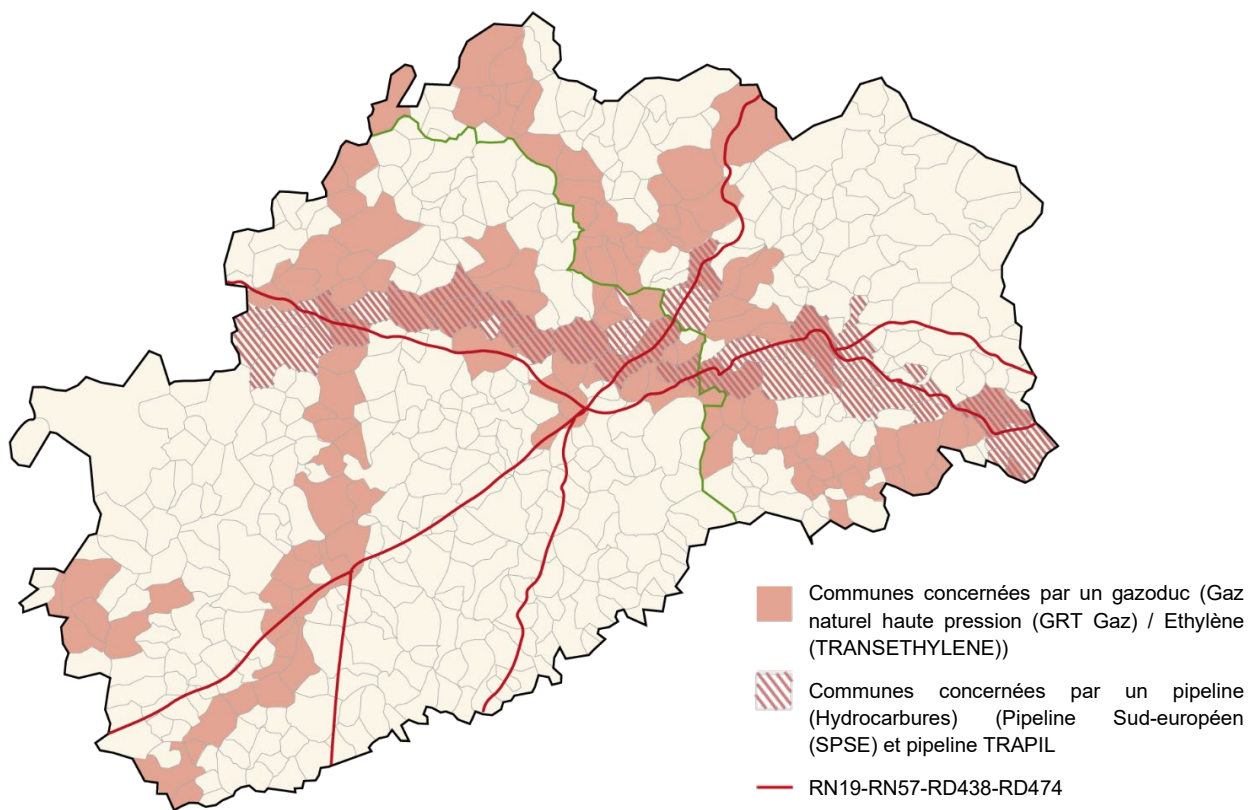 Communes concernées par un gazoduc (Gaz
naturel haute pression (GRT Gaz) / Ethylène
(TRANSETHYLENE))
Communes concernées par un pipeline
(Hydrocarbures) (Pipeline Sud-européen
(SPSE) et pipeline TRAPIL
RN19-RN57-RD438-RD474